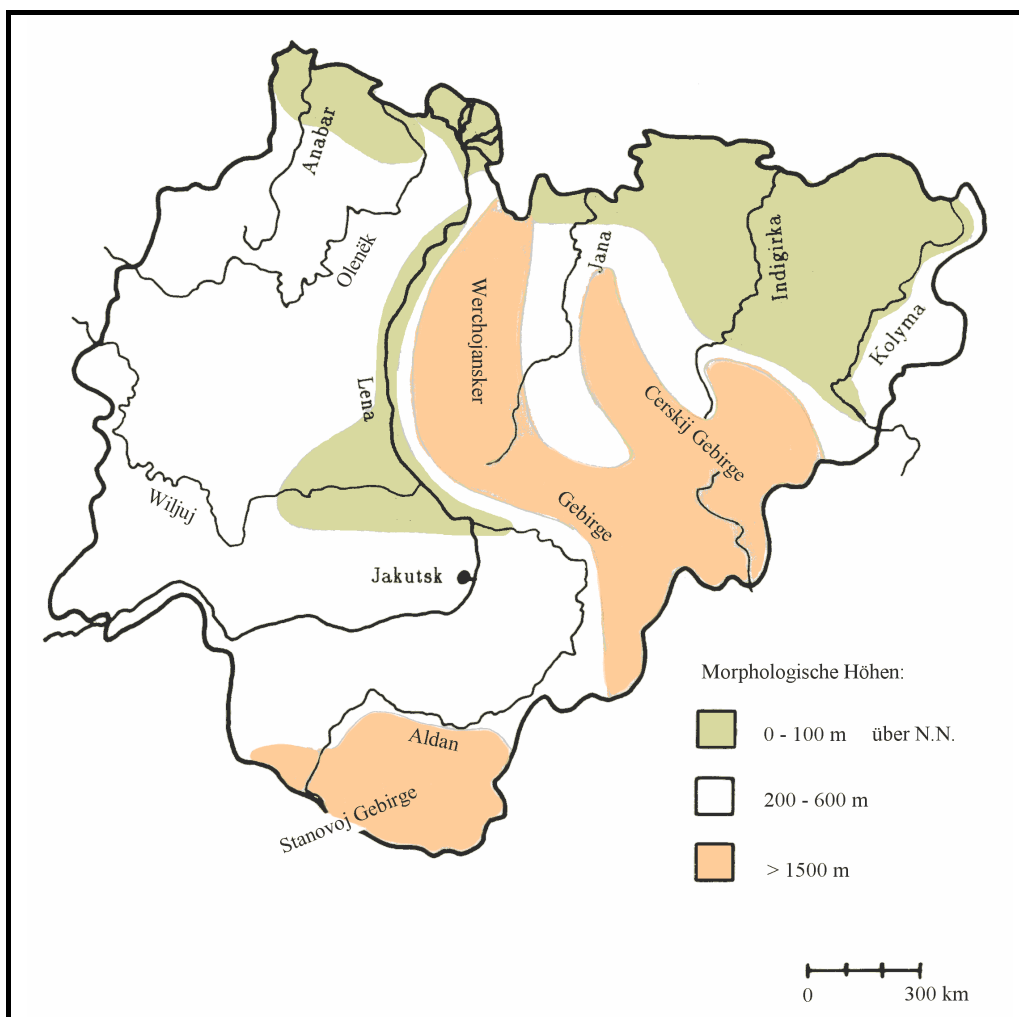 Anabar
Olenëk
Lena
Wiljuj
Jakutsk
Werchojansker
Gebirge
Jana
Cerskij Gebirge
Indigirka
Kolyma
Aldan
Stanovoj Gebirge
Morphologische Höhen:
0 - 100 m über N.N.
200 - 600 m
> 1500 m
0 300 km